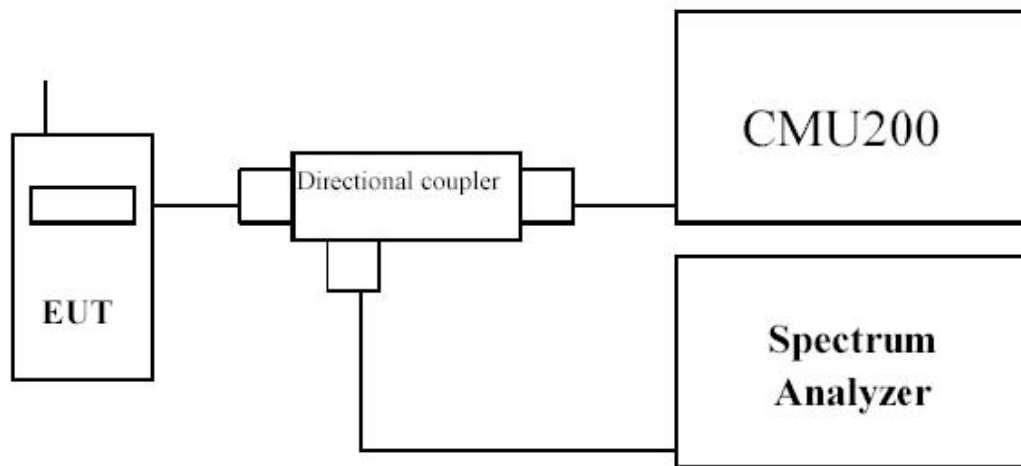 CMU200
Directional coupler
EUT
Spectrum
Analyzer